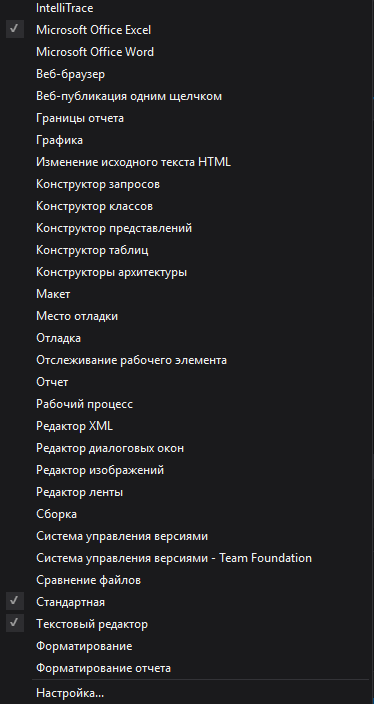 IntelliTrace
Microsoft Office Excel
Microsoft Office Word
Веб-браузер
Веб-публикация одним щелчком
Границы отчета
Графика
Изменение исходного текста HTML
Конструктор запросов
Конструктор классов
Конструктор представлений
Конструктор таблиц
Конструкторы архитектуры
Макет
Место отладки
Отладка
Отслеживание рабочего элемента
Отчет
Рабочий процесс
Редактор XML
Редактор диалоговых окон
Редактор изображений
Редактор ленты
Сборка
Система управления версиями
Система управления версиями - Team Foundation
Сравнение файлов
Стандартная
Текстовый редактор
Форматирование
Форматирование отчета
Настройка...